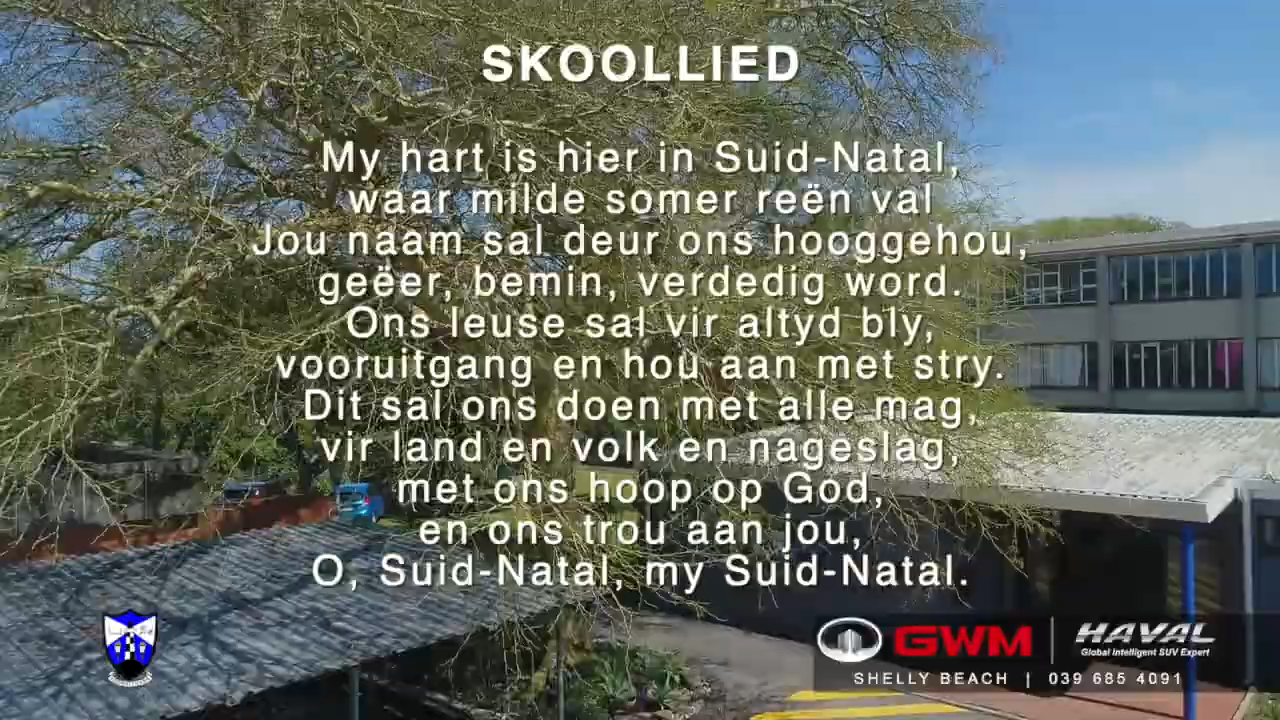 SKOOLLIED
My hart is hier in Suid-Natal,
waar milde somer reën val
Jou naam sal deur ons hooggehou,
geëer, bemin, verdedig word.
Ons leuse sal vir altyd bly,
vooruitgang en hou aan met stry.
Dit sal ons doen met alle mag,
vir land en volk en nageslag,
met ons hoop op God,
en ons trou aan jou,
O, Suid-Natal, my Suid-Natal.
GWM | HAVAL
Global Intelligent SUV Expert
SHELLY BEACH | 039 685 4091